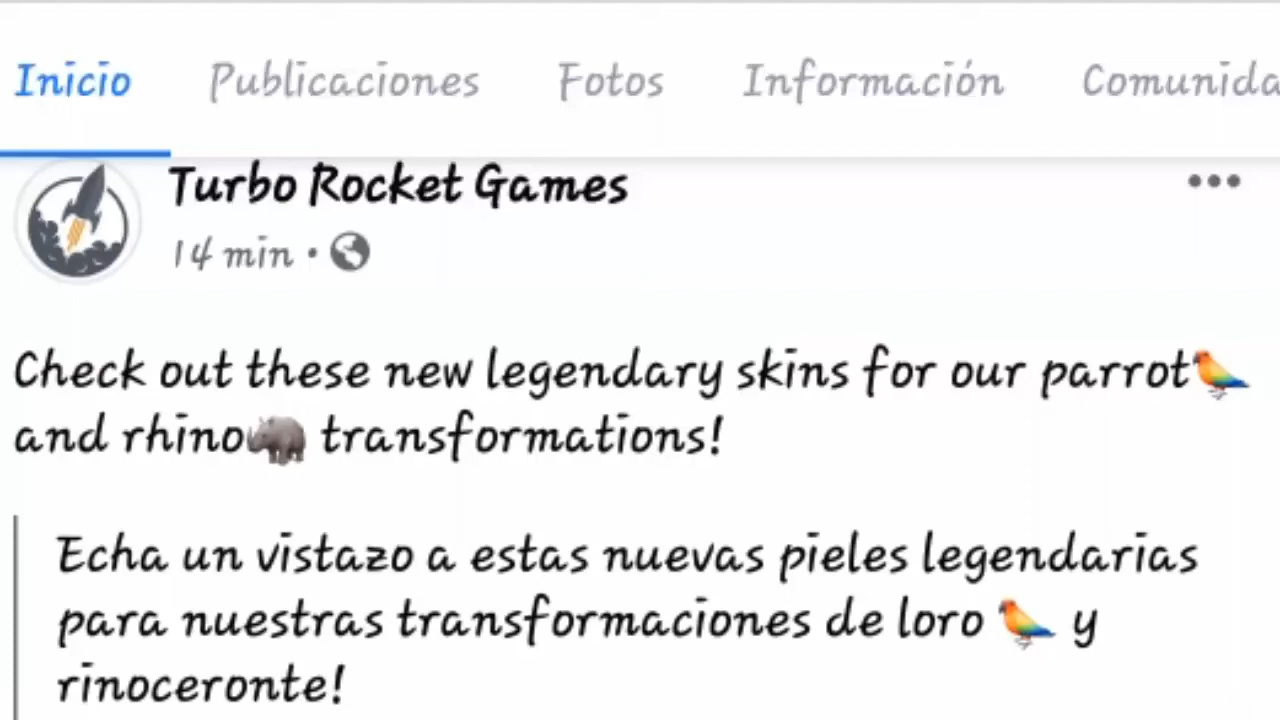 Inicio Publicaciones Fotos Información Comunida
Turbo Rocket Games
14 min •
Check out these new legendary skins for our parrot🦜
and rhino🦏 transformations!
Echa un vistazo a estas nuevas pieles legendarias
para nuestras transformaciones de loro 🦜 y
rinoceronte!